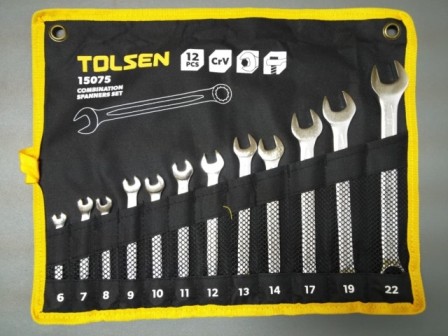 TOLSEN
15075
COMBINATION
SPANNERS SET
12
PCS
CrV
6 7 8 9 10 11 12 13 14 17 19 22